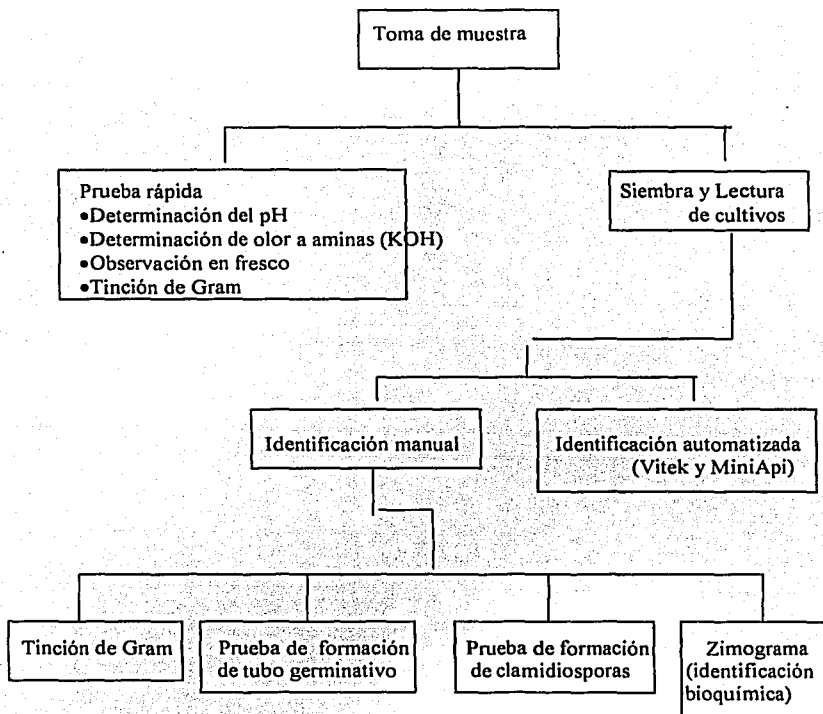 Toma de muestra
Prueba rápida
•Determinación del pH
•Determinación de olor a aminas (KOH)
•Observación en fresco
•Tinción de Gram
Siembra y Lectura
de cultivos
Identificación manual
Identificación automatizada
(Vitek y MiniApi)
Tinción de Gram
Prueba de formación
de tubo germinativo
Prueba de formación
de clamidiosporas
Zimograma
(identificación
bioquímica)